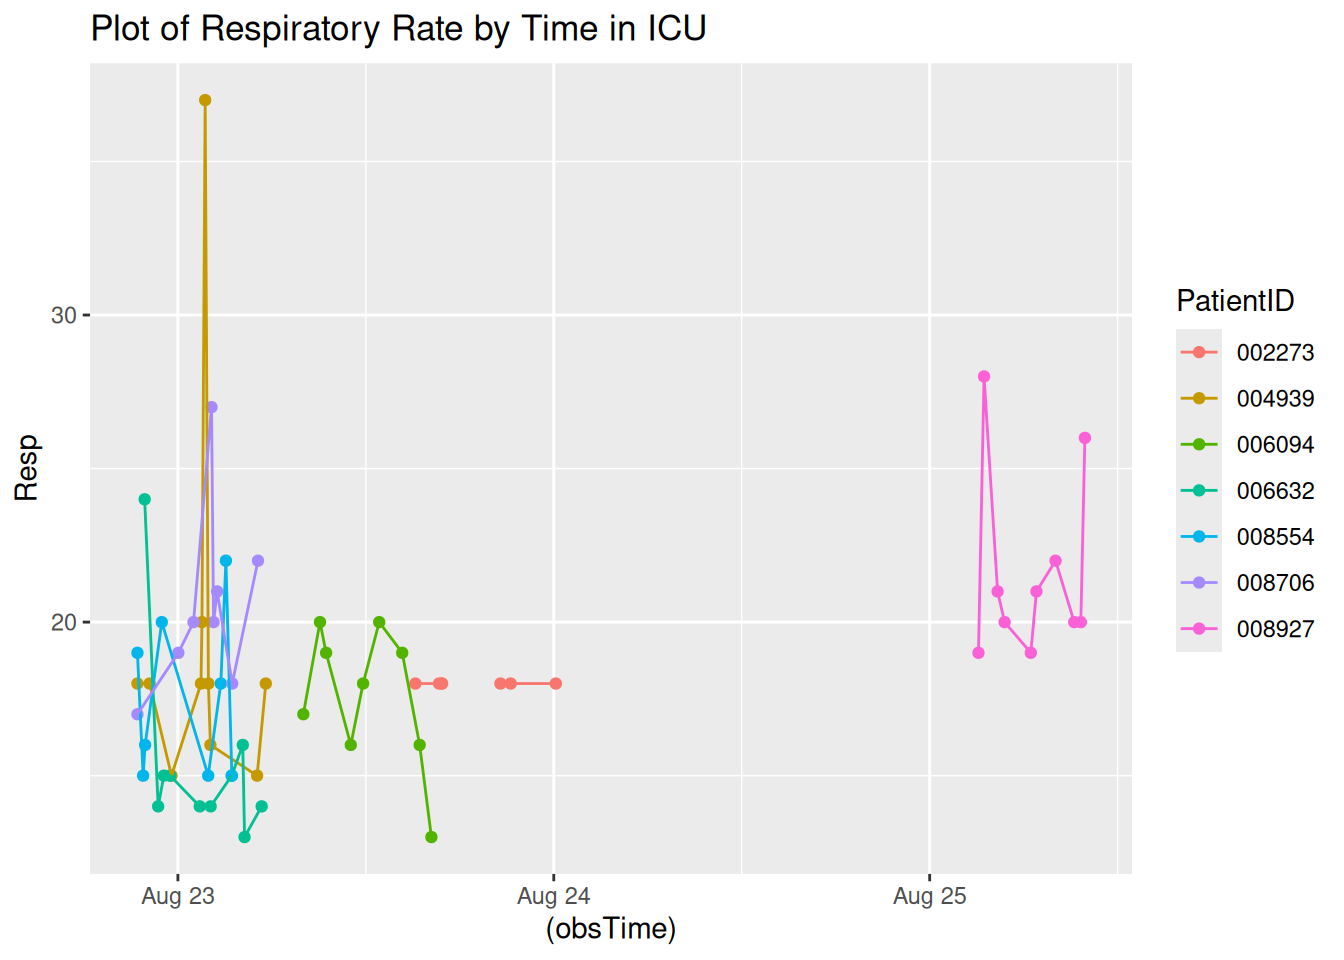 Plot of Respiratory Rate by Time in ICU
30
20
Resp
Aug 23
Aug 24
Aug 25
(obsTime)
PatientID
002273
004939
006094
006632
008554
008706
008927